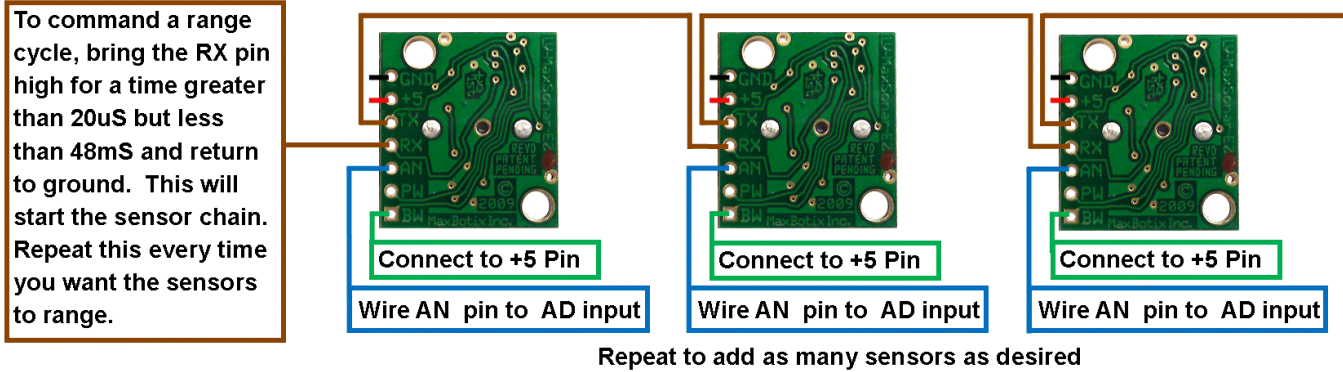 To command a range
cycle, bring the RX pin
high for a time greater
than 20uS but less
than 48mS and return
to ground.  This will
start the sensor chain.
Repeat this every time
you want the sensors
to range.
GND
+5
TX
RX
AN
PW
BW
REVD
PATENT
PENDING
©
2009
MaxBotix Inc.
Connect to +5 Pin
Wire AN  pin to  AD input
GND
+5
TX
RX
AN
PW
BW
REVD
PATENT
PENDING
©
2009
MaxBotix Inc.
Connect to +5 Pin
Wire AN  pin to  AD input
GND
+5
TX
RX
AN
PW
BW
REVD
PATENT
PENDING
©
2009
MaxBotix Inc.
Connect to +5 Pin
Wire AN  pin to  AD input
Repeat to add as many sensors as desired